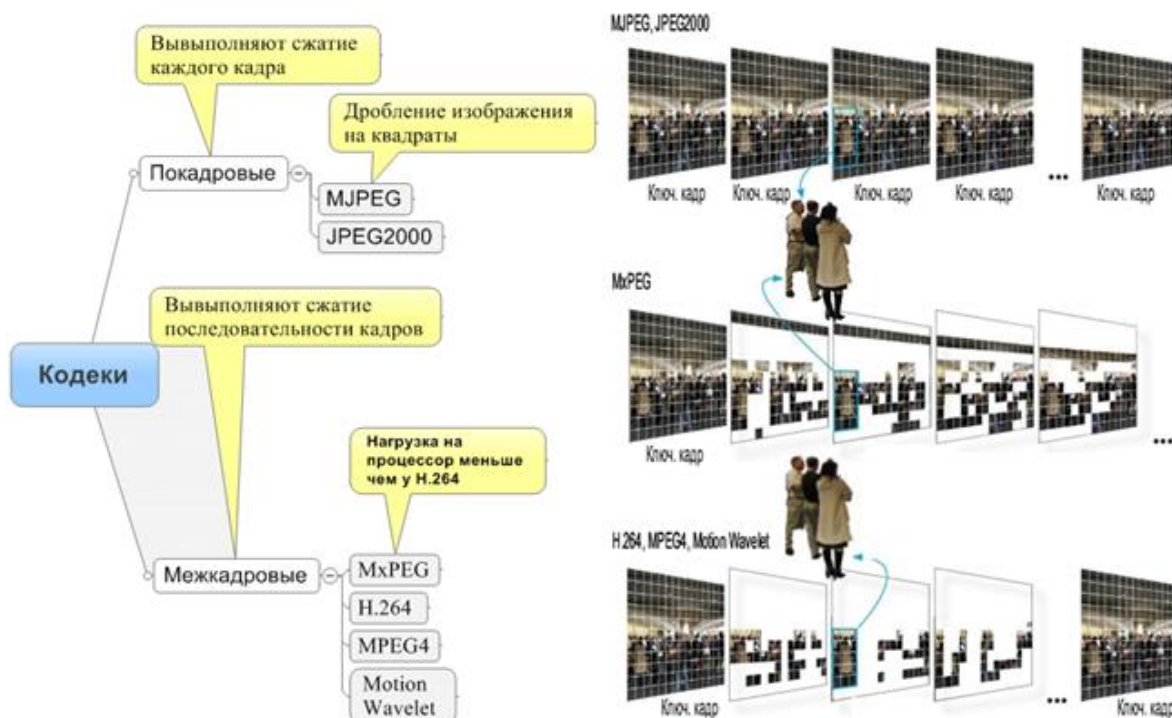 Вывыполняют сжатие
каждого кадра
Дробление изображения
на квадраты
Покадровые
MJPEG
JPEG2000
Вывыполняют сжатие
последовательности кадров
Кодеки
Нагрузка на
процессор меньше
чем у H.264
Межкадровые
MxPEG
H.264
MPEG4
Motion
Wavelet
MJPEG, JPEG2000
...
Ключ. кадр
Ключ. кадр
Ключ. кадр
Ключ. кадр
Ключ. кадр
MxPEG
...
Ключ. кадр
H.264, MPEG4, Motion Wavelet
...
Ключ. кадр
Ключ. кадр